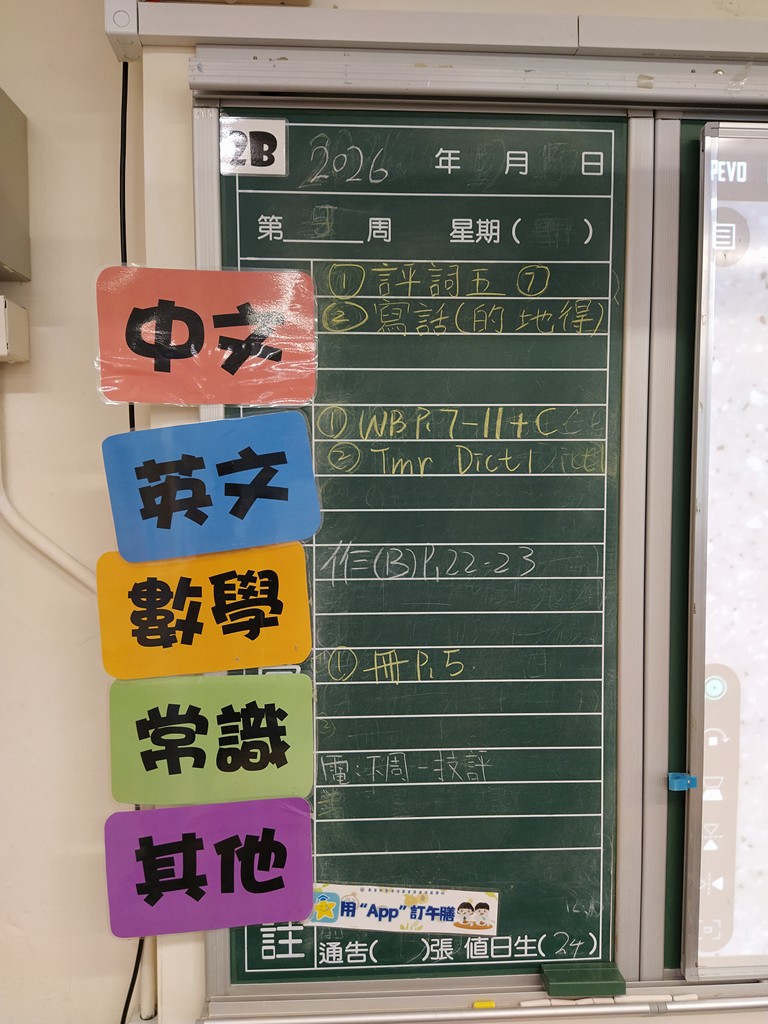 2B
2026 年 月 日
第 周 星期( )
中文
① 評詞五 ⑦
② 寫話(的 地 得)
英文
① WB P.7-11+C
② Tmr Dict 1
數學
作(B)P.22-23
常識
① 冊 P.5.
其他
電:下周一技評
用“App”訂午膳
註
通告( )張 值日生(24)
PEVO